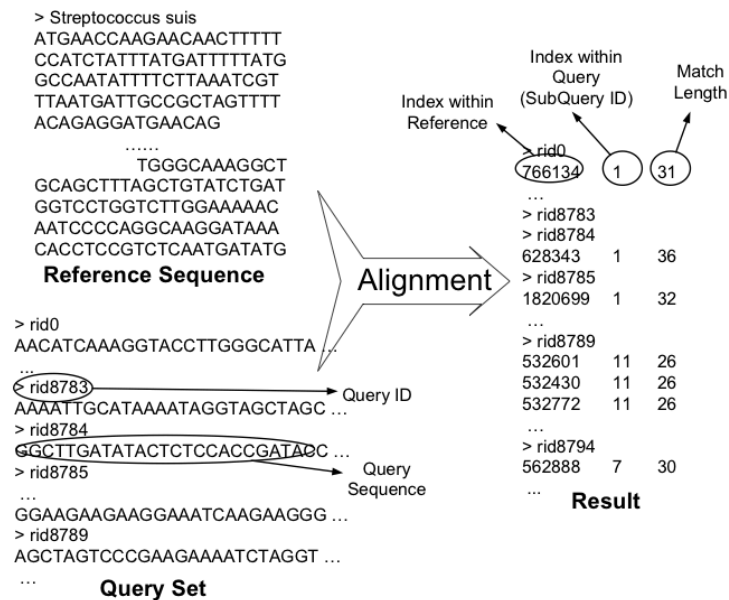 > Streptococcus suis
ATGAACCAAGAACAACTTTTT
CCATCTATTTATGATTTTTATG
GCCAATATTTTCTTAAATCGT
TTAATGATTGCCGCTAGTTTT
ACAGAGGATGAACAG
......
TGGGCAAAGGCT
GCAGCTTTAGCTGTATCTGAT
GGTCCTGGTCTTGGAAAAAC
AATCCCCAGGCAAGGATAAA
CACCTCCGTCTCAATGATATG
Reference Sequence
> rid0
AACATCAAAGGTACCTTGGGCATTA ...
...
> rid8783
AAAATTGCATAAAATAGGTAGCTAGC ...
> rid8784
GGCTTGATATACTCTCCACCGATACC ...
> rid8785
...
GGAAGAAGAAGGAAATCAAGAAGGG ...
> rid8789
AGCTAGTCCCGAAGAAAATCTAGGT ...
...
Query Set
Query ID
Query
Sequence
Alignment
Index within
Reference
Index within
Query
(SubQuery ID)
Match
Length
> rid0
766134 1 31
...
> rid8783
> rid8784
628343 1 36
> rid8785
1820699 1 32
...
> rid8789
532601 11 26
532430 11 26
532772 11 26
...
> rid8794
562888 7 30
...
Result